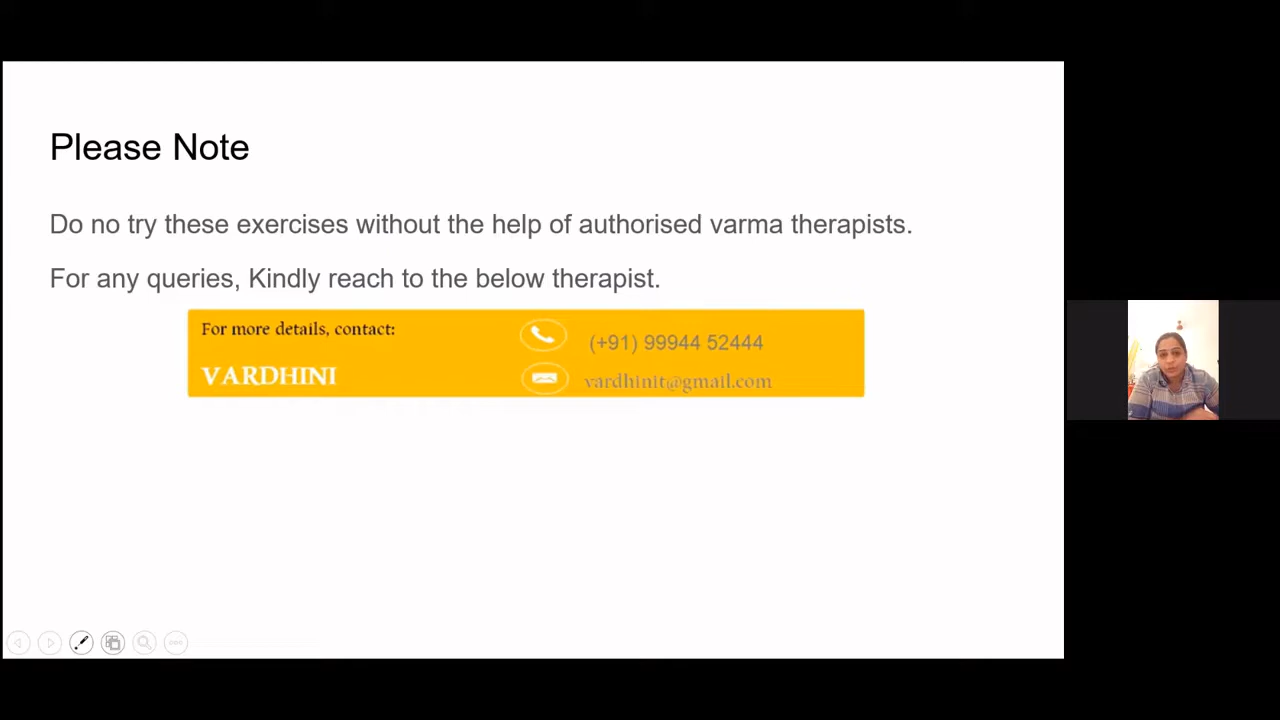 Please Note
Do no try these exercises without the help of authorised varma therapists.
For any queries, Kindly reach to the below therapist.
For more details, contact:
(+91) 99944 52444
VARDHINI
vardhinit@gmail.com